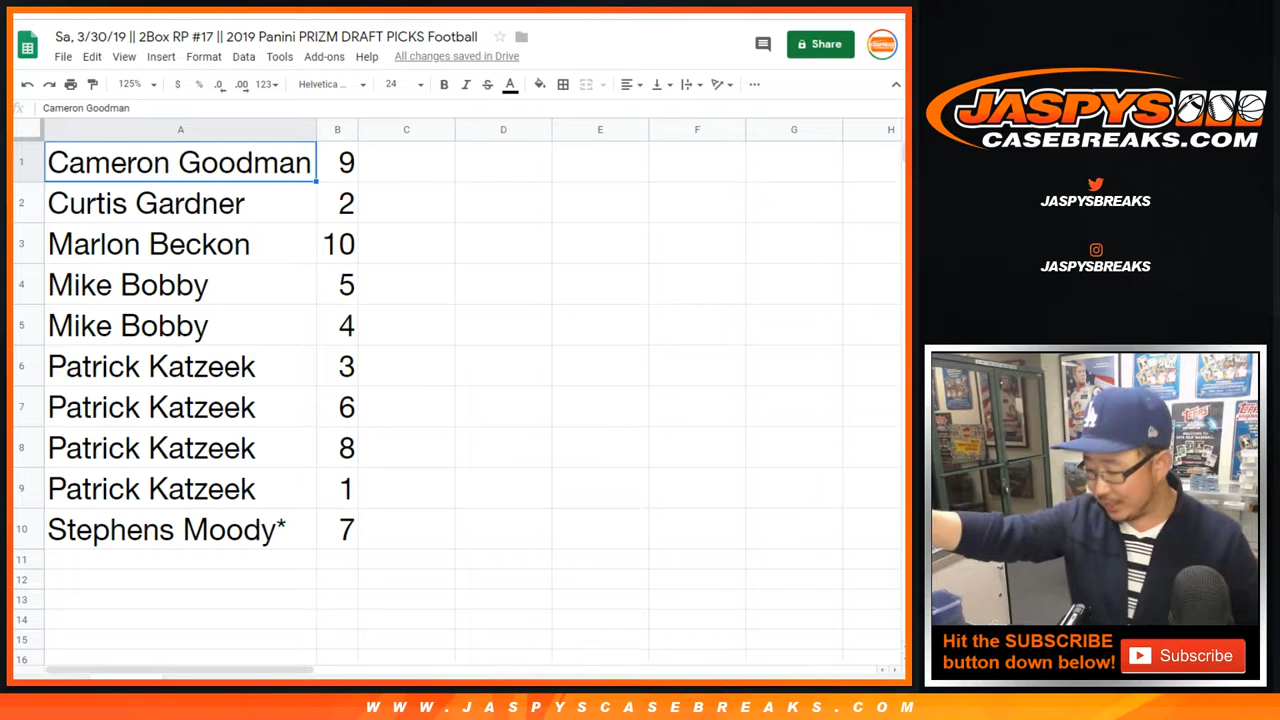 Sa, 3/30/19 || 2Box RP #17 || 2019 Panini PRIZM DRAFT PICKS Football
File Edit View Insert Format Data Tools Add-ons Help All changes saved in Drive
Share
125% $ % .0 .00 123 Helvetica ... 24 B I S A
fx Cameron Goodman
A B C D E F G H
1 Cameron Goodman 9
2 Curtis Gardner 2
3 Marlon Beckon 10
4 Mike Bobby 5
5 Mike Bobby 4
6 Patrick Katzeek 3
7 Patrick Katzeek 6
8 Patrick Katzeek 8
9 Patrick Katzeek 1
10 Stephens Moody* 7
11
12
13
14
15
16
JASPYS
CASEBREAKS.COM
JASPYSBREAKS
JASPYSBREAKS
TOPPS
Hit the SUBSCRIBE
button down below!
Subscribe
WWW.JASPYSCASEBREAKS.COM